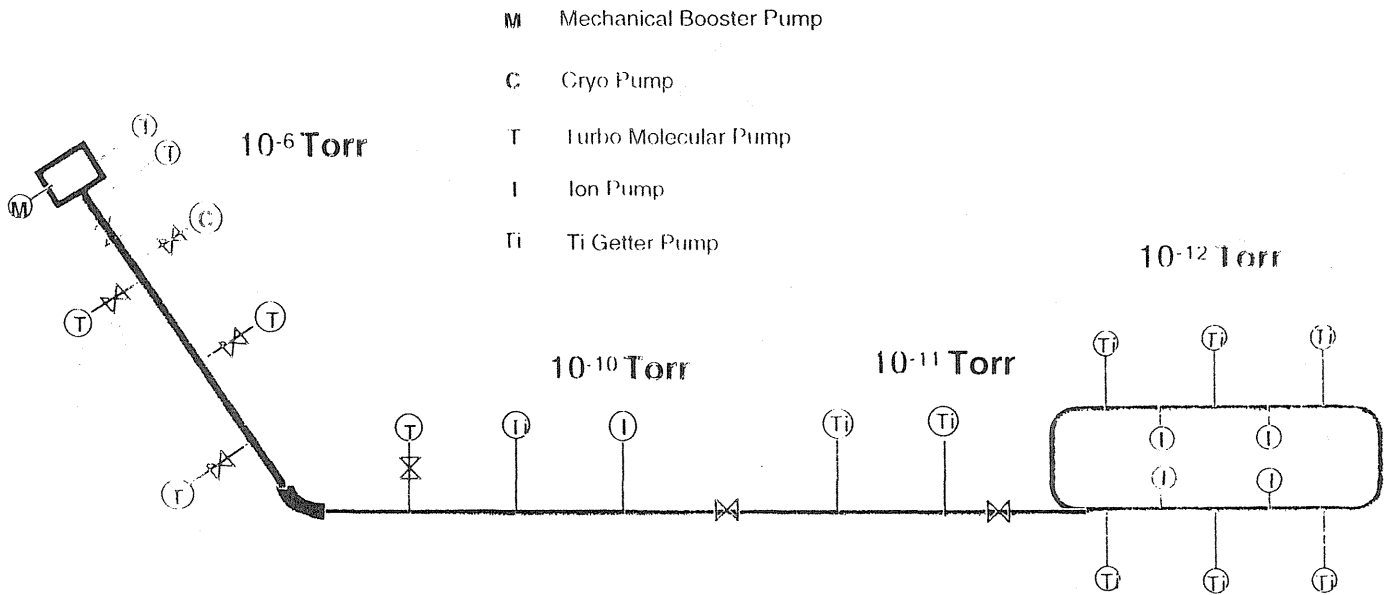 M Mechanical Booster Pump
C Cryo Pump
T Turbo Molecular Pump
I Ion Pump
Ti Ti Getter Pump
10-6 Torr
T
M
C
T
T
T
10-12 Torr
10-10 Torr
10-11 Torr
Ti Ti Ti
T Ti I Ti Ti
I I
I I
Ti Ti Ti